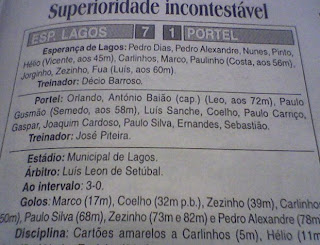 Superioridade incontestável
ESP. LAGOS 7 1 PORTEL
Esperança de Lagos: Pedro Dias, Pedro Alexandre, Nunes, Pinto,
Hélio (Vicente, aos 45m), Carlinhos, Marco, Paulinho (Costa, aos 58m),
Jorginho, Zezinho, Fua (Luís, aos 60m).
Treinador: Décio Barroso.
Portel: Orlando, António Baião (cap.) (Leo, aos 72m), Paulo
Gusmão (Semedo, aos 58m), Luís Sanche, Coelho, Paulo Carriço,
Gaspar, Joaquim Cardoso, Paulo Silva, Ernandes, Sebastião.
Treinador: José Piteira.
Estádio: Municipal de Lagos.
Árbitro: Luís Leon de Setúbal.
Ao intervalo: 3-0.
Golos: Marco (17m), Coelho (32m p.b.), Zezinho (39m), Carlinhos
50m), Paulo Silva (68m), Zezinho (73m e 82m) e Pedro Alexandre (78m
Disciplina: Cartões amarelos a Carlinhos (5m), Hélio (11m)